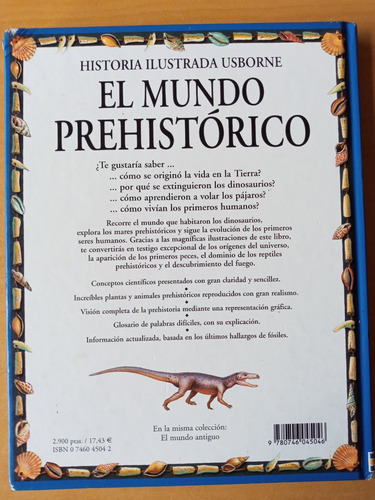 HISTORIA ILUSTRADA USBORNE
EL MUNDO
PREHISTÓRICO
¿Te gustaría saber ...
... cómo se originó la vida en la Tierra?
... por qué se extinguieron los dinosaurios?
... cómo aprendieron a volar los pájaros?
... cómo vivían los primeros humanos?
Recorre el mundo que habitaron los dinosaurios,
explora los mares prehistóricos y sigue la evolución de los primeros
seres humanos. Gracias a las magníficas ilustraciones de este libro,
te convertirás en testigo excepcional de los orígenes del universo,
la aparición de los primeros peces, el dominio de los reptiles
prehistóricos y el descubrimiento del fuego.
Conceptos científicos presentados con gran claridad y sencillez.
Increíbles plantas y animales prehistóricos reproducidos con gran realismo.
Visión completa de la prehistoria mediante una representación gráfica.
Glosario de palabras difíciles, con su explicación.
Información actualizada, basada en los últimos hallazgos de fósiles.
En la misma colección:
El mundo antiguo
2.900 ptas. / 17,43 €
ISBN 0 7460 4504 2
9 780746 045046